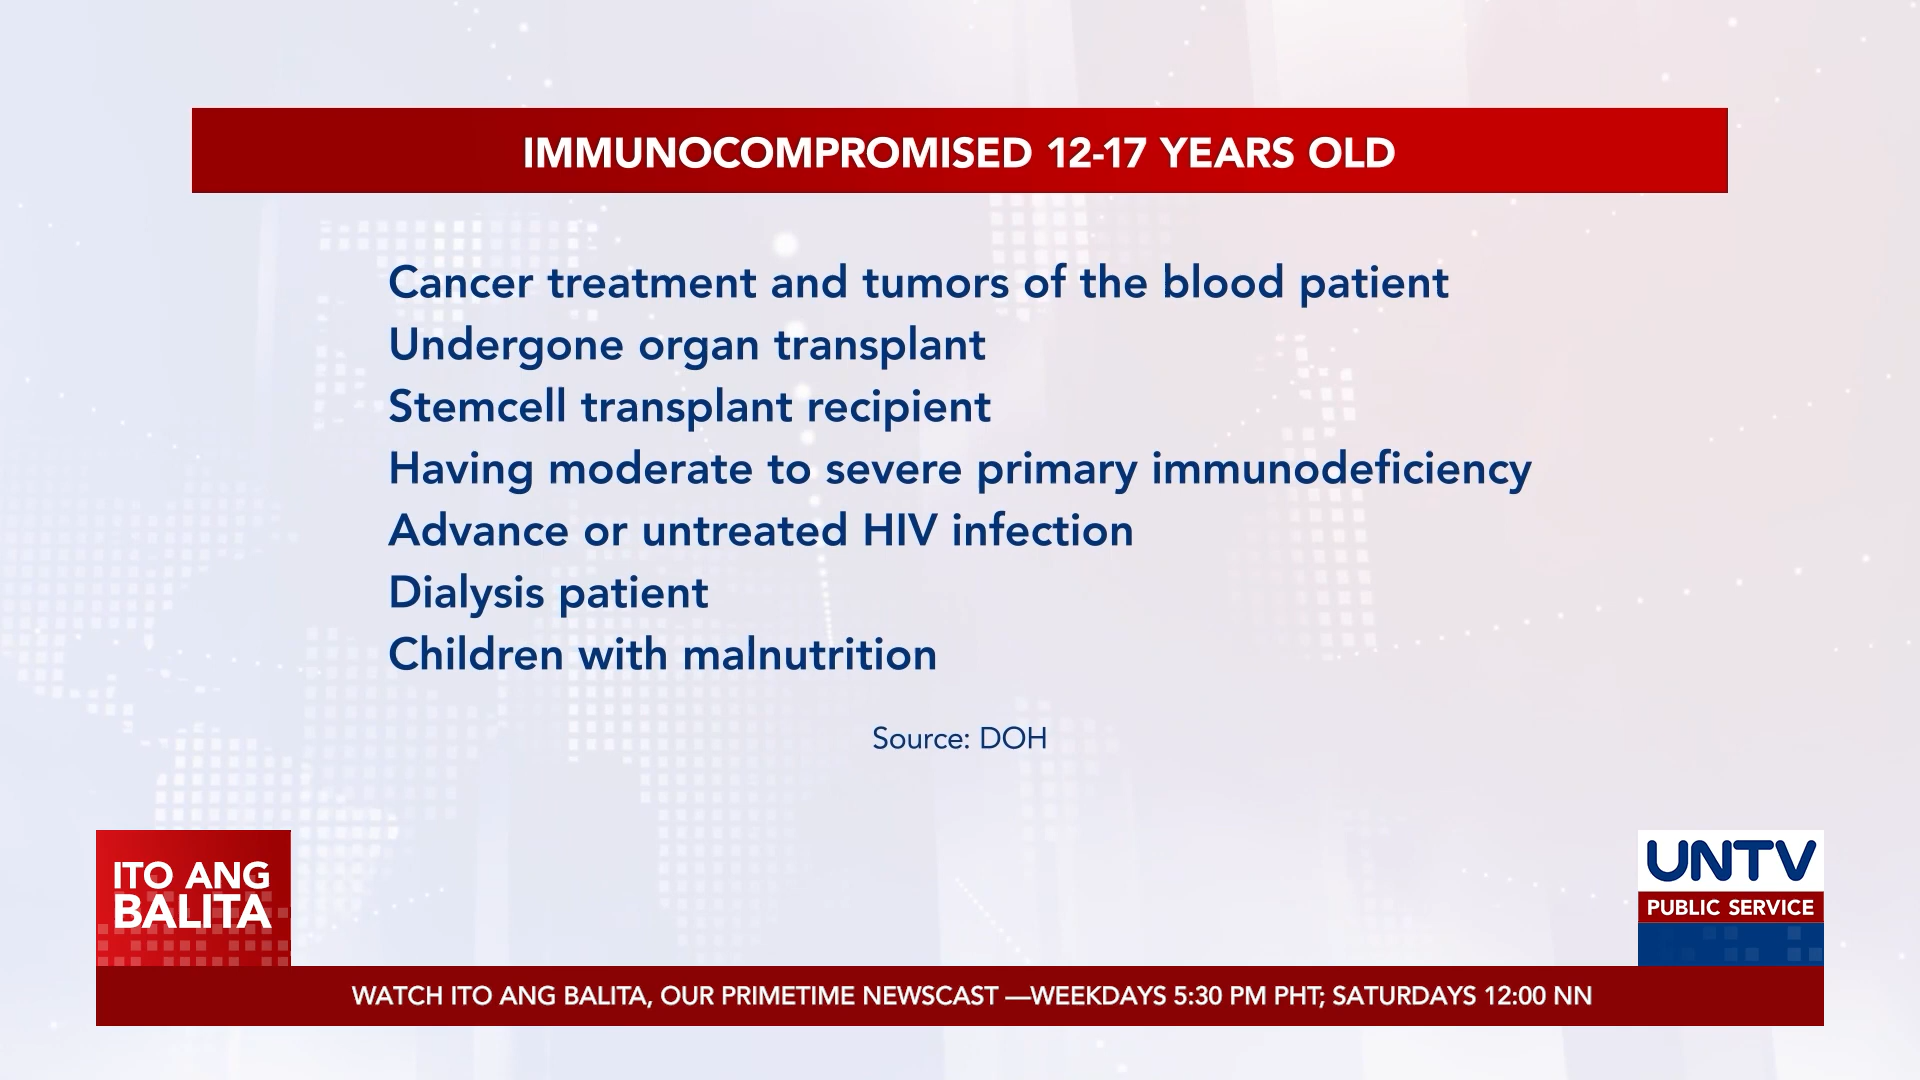 IMMUNOCOMPROMISED 12-17 YEARS OLD
Cancer treatment and tumors of the blood patient
Undergone organ transplant
Stemcell transplant recipient
Having moderate to severe primary immunodeficiency
Advance or untreated HIV infection
Dialysis patient
Children with malnutrition
Source: DOH
ITO ANG
BALITA
UNTV
PUBLIC SERVICE
WATCH ITO ANG BALITA, OUR PRIMETIME NEWSCAST —WEEKDAYS 5:30 PM PHT; SATURDAYS 12:00 NN